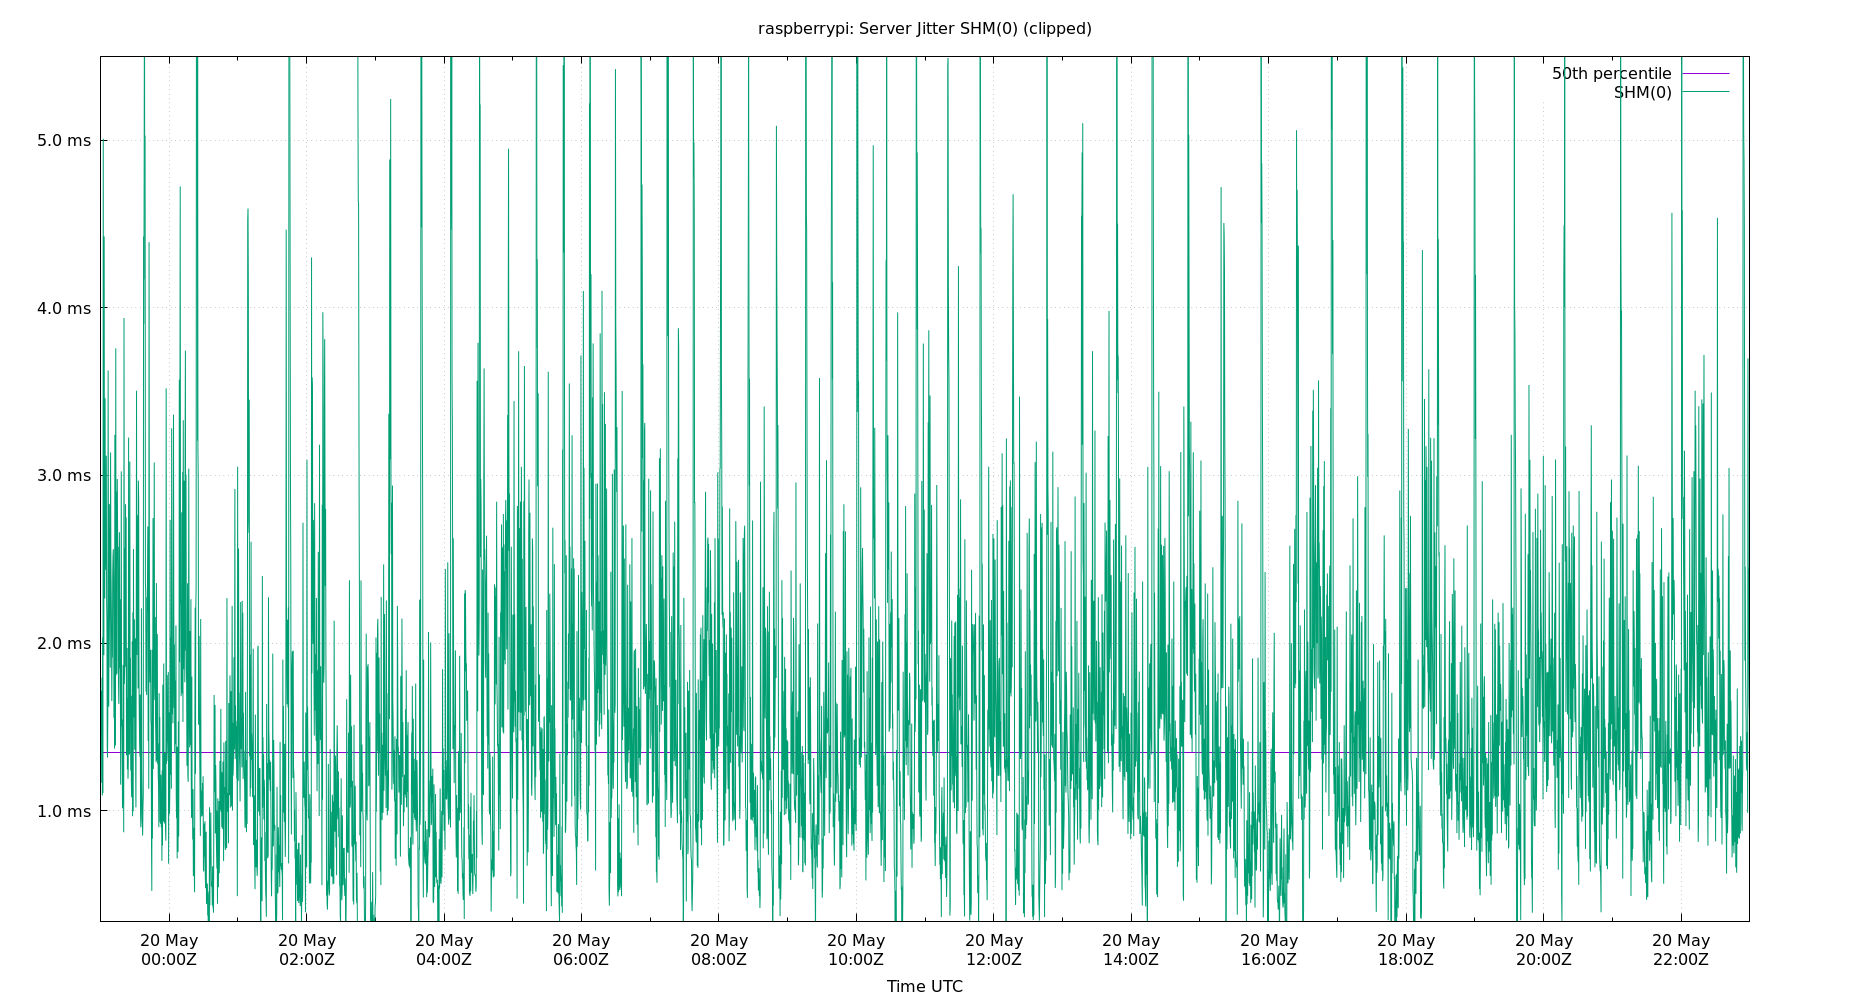 raspberrypi: Server Jitter SHM(0) (clipped)
50th percentile
SHM(0)
5.0 ms
4.0 ms
3.0 ms
2.0 ms
1.0 ms
20 May 20 May 20 May 20 May 20 May 20 May 20 May 20 May 20 May 20 May 20 May 20 May
00:00Z 02:00Z 04:00Z 06:00Z 08:00Z 10:00Z 12:00Z 14:00Z 16:00Z 18:00Z 20:00Z 22:00Z
Time UTC